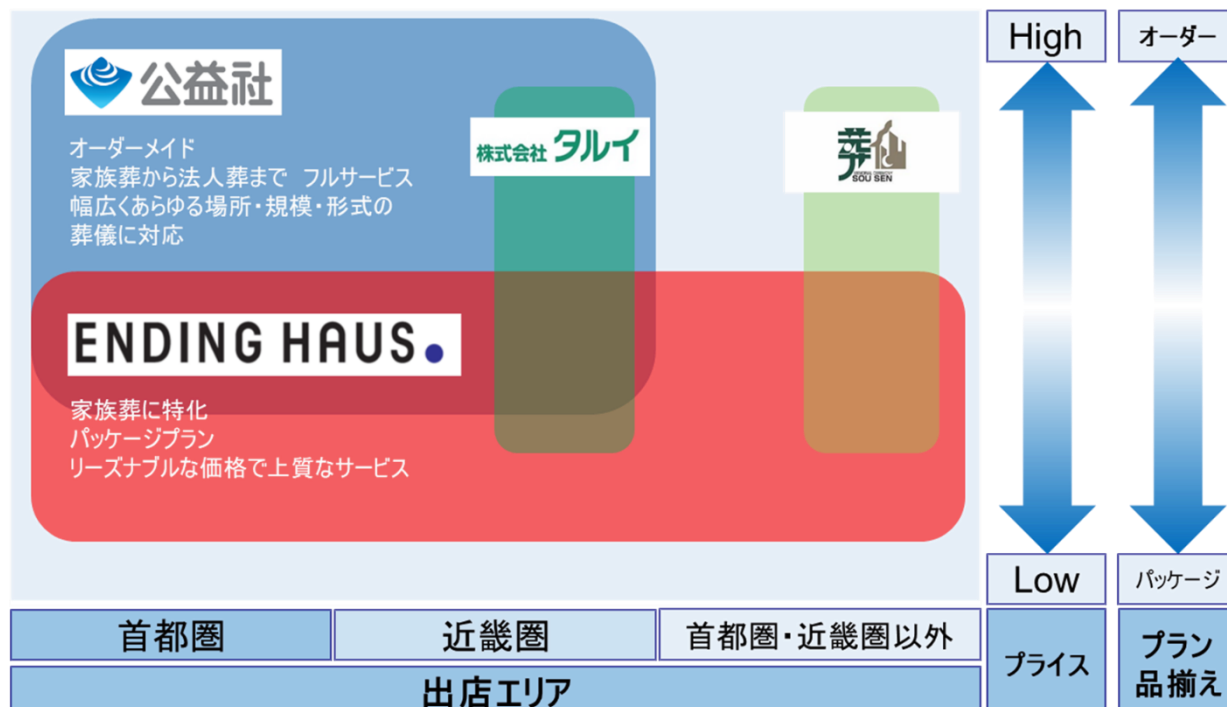 公益社
オーダーメイド
家族葬から法人葬まで フルサービス
幅広くあらゆる場所・規模・形式の
葬儀に対応
株式会社 タルイ
葬仙
SOU SEN
ENDING HAUS.
家族葬に特化
パッケージプラン
リーズナブルな価格で上質なサービス
High
オーダー
Low
パッケージ
首都圏
近畿圏
首都圏・近畿圏以外
プライス
プラン
品揃え
出店エリア